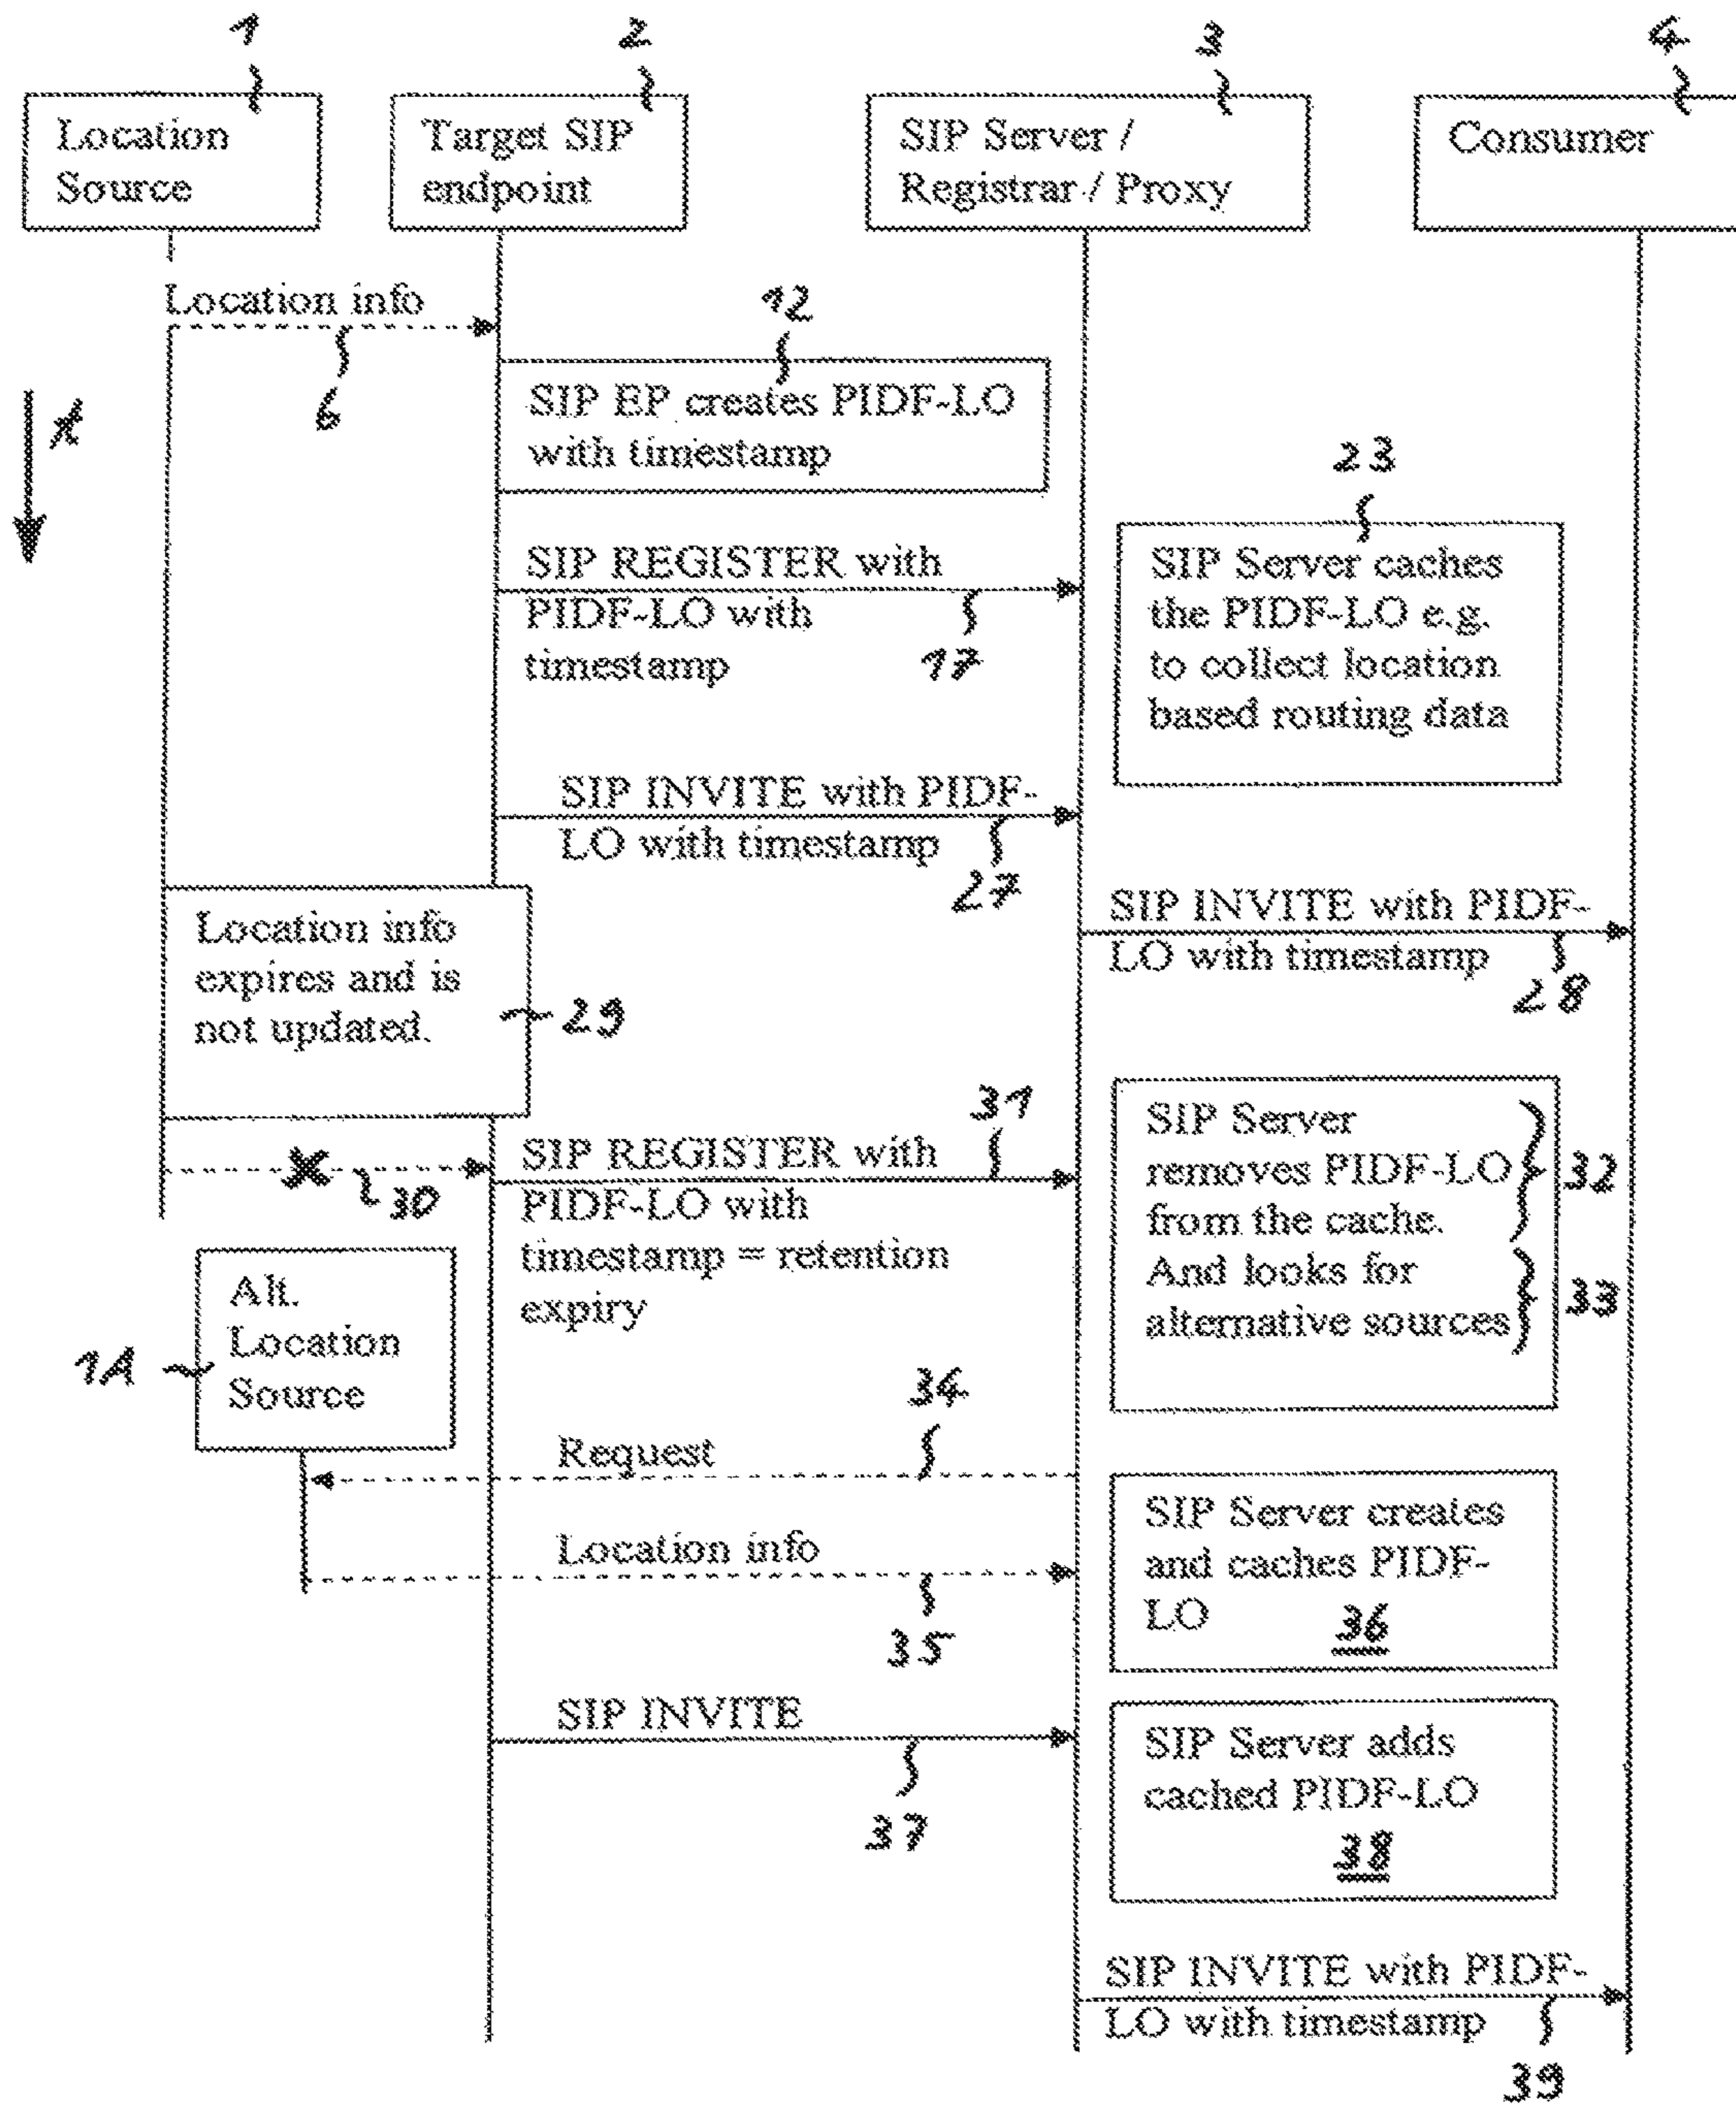 1
2
3
4
Location
Source
Target SIP
endpoint
SIP Server /
Registrar / Proxy
Consumer
Location info
6
t
12
SIP EP creates PIDF-LO
with timestamp
SIP REGISTER with
PIDF-LO with
timestamp
17
23
SIP Server caches
the PIDF-LO e.g.
to collect location
based routing data
SIP INVITE with PIDF-
LO with timestamp
27
SIP INVITE with PIDF-
LO with timestamp
28
Location info
expires and is
not updated.
29
30
31
SIP REGISTER with
PIDF-LO with
timestamp = retention
expiry
SIP Server
removes PIDF-LO
from the cache.
32
And looks for
alternative sources
33
1A
Alt.
Location
Source
34
Request
Location info
35
SIP Server creates
and caches PIDF-
LO
36
SIP INVITE
37
SIP Server adds
cached PIDF-LO
38
SIP INVITE with PIDF-
LO with timestamp
39